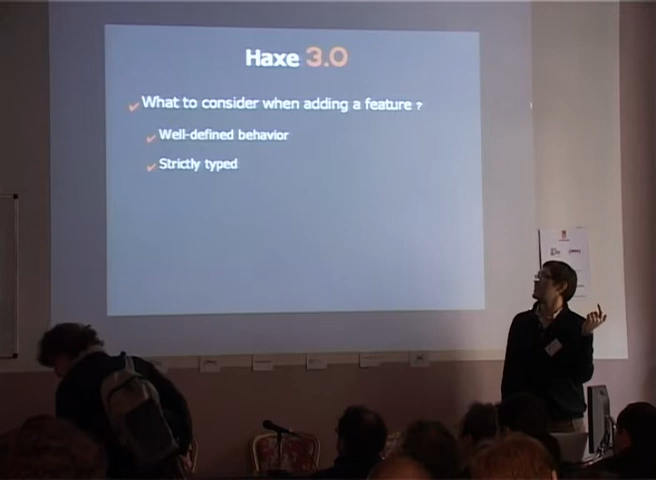 Haxe 3.0
What to consider when adding a feature ?
Well-defined behavior
Strictly typed